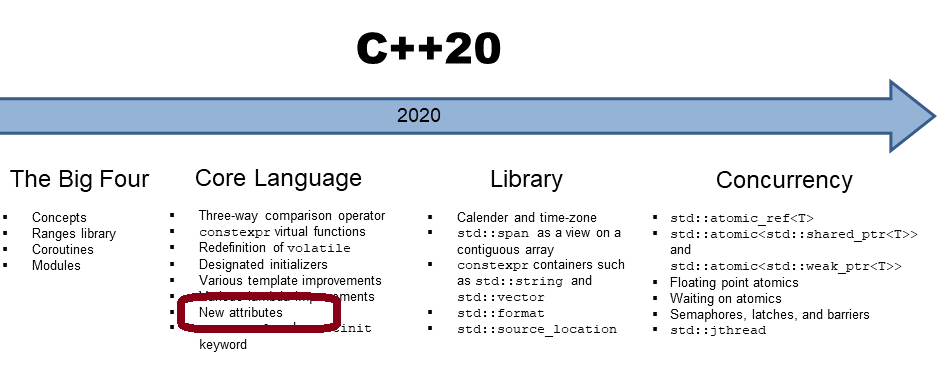 C++20
2020
The Big Four
Concepts
Ranges library
Coroutines
Modules
Core Language
Three-way comparison operator
constexpr virtual functions
Redefinition of volatile
Designated initializers
Various template improvements
Various lambda improvements
New attributes
init
keyword
Library
Calender and time-zone
std::span as a view on a
contiguous array
constexpr containers such
as std::string and
std::vector
std::format
std::source_location
Concurrency
std::atomic_ref<T>
std::atomic<std::shared_ptr<T>>
and
std::atomic<std::weak_ptr<T>>
Floating point atomics
Waiting on atomics
Semaphores, latches, and barriers
std::jthread